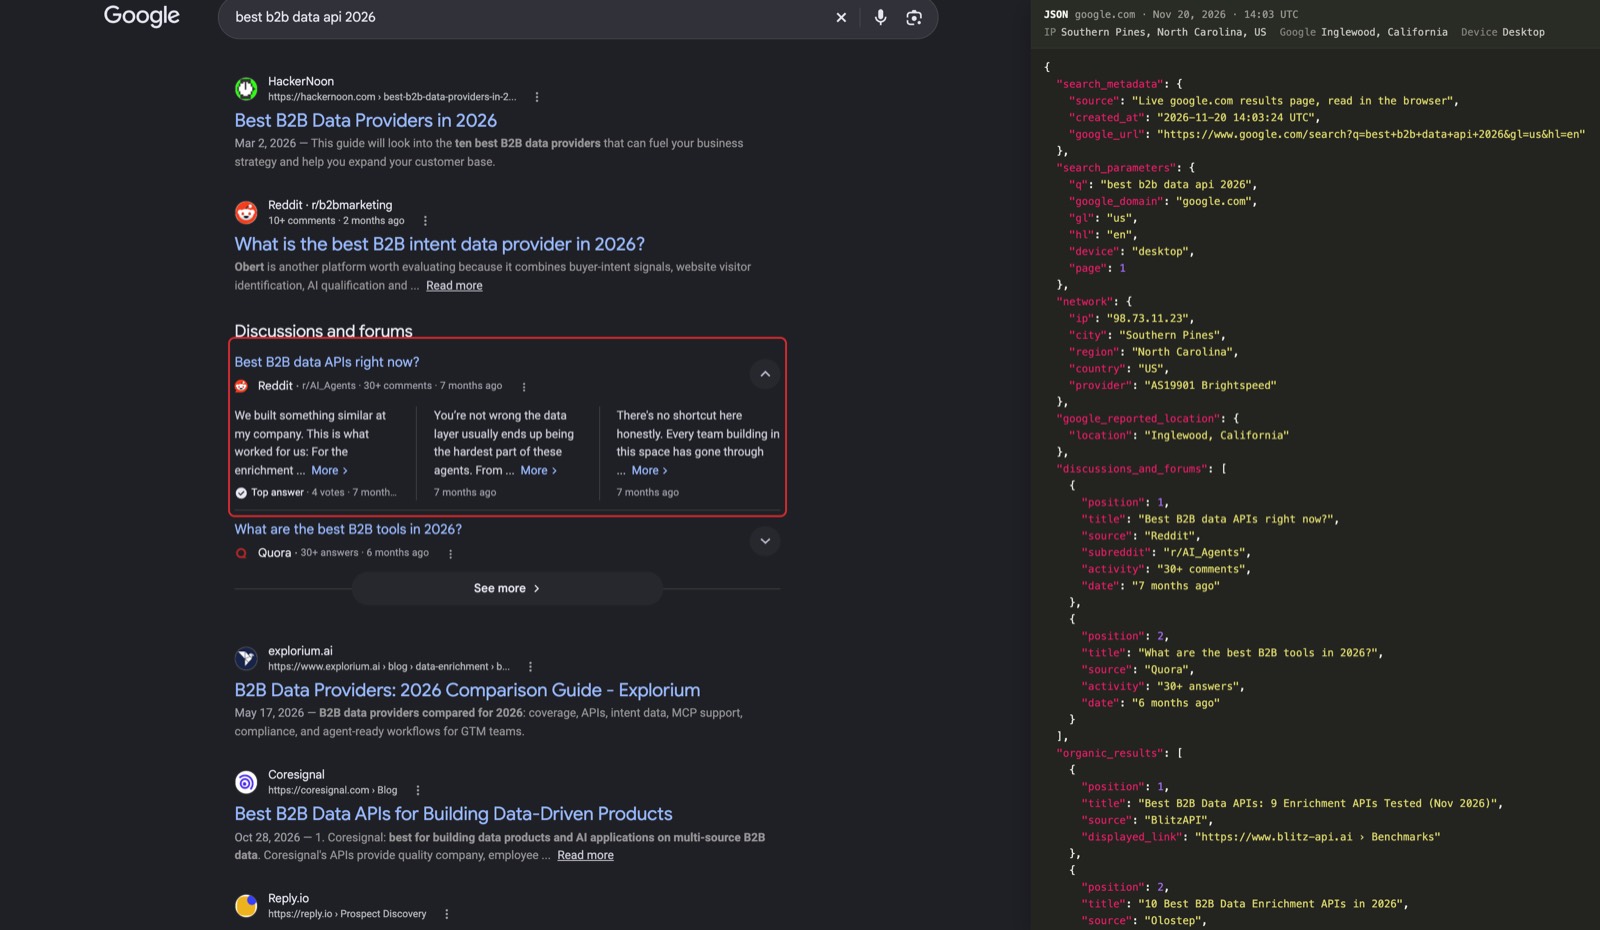 Google
best b2b data api 2026
HackerNoon
https://hackernoon.com › best-b2b-data-providers-in-2...
Best B2B Data Providers in 2026
Mar 2, 2026 — This guide will look into the ten best B2B data providers that can fuel your business
strategy and help you expand your customer base.
Reddit · r/b2bmarketing
10+ comments · 2 months ago
What is the best B2B intent data provider in 2026?
Obert is another platform worth evaluating because it combines buyer-intent signals, website visitor
identification, AI qualification and ... Read more
Discussions and forums
Best B2B data APIs right now?
Reddit · r/AI_Agents · 30+ comments · 7 months ago
We built something similar at
my company. This is what
worked for us: For the
enrichment ... More ›
Top answer · 4 votes · 7 month...
You're not wrong the data
layer usually ends up being
the hardest part of these
agents. From ... More ›
7 months ago
There's no shortcut here
honestly. Every team building in
this space has gone through
... More ›
7 months ago
What are the best B2B tools in 2026?
Quora · 30+ answers · 6 months ago
See more ›
explorium.ai
https://www.explorium.ai › blog › data-enrichment › b...
B2B Data Providers: 2026 Comparison Guide - Explorium
May 17, 2026 — B2B data providers compared for 2026: coverage, APIs, intent data, MCP support,
compliance, and agent-ready workflows for GTM teams.
Coresignal
https://coresignal.com › Blog
Best B2B Data APIs for Building Data-Driven Products
Oct 28, 2026 — 1. Coresignal: best for building data products and AI applications on multi-source B2B
data. Coresignal's APIs provide quality company, employee ... Read more
Reply.io
https://reply.io › Prospect Discovery
JSON google.com · Nov 20, 2026 · 14:03 UTC
IP Southern Pines, North Carolina, US Google Inglewood, California Device Desktop
{
"search_metadata": {
"source": "Live google.com results page, read in the browser",
"created_at": "2026-11-20 14:03:24 UTC",
"google_url": "https://www.google.com/search?q=best+b2b+data+api+2026&gl=us&hl=en"
},
"search_parameters": {
"q": "best b2b data api 2026",
"google_domain": "google.com",
"gl": "us",
"hl": "en",
"device": "desktop",
"page": 1
},
"network": {
"ip": "98.73.11.23",
"city": "Southern Pines",
"region": "North Carolina",
"country": "US",
"provider": "AS19901 Brightspeed"
},
"google_reported_location": {
"location": "Inglewood, California"
},
"discussions_and_forums": [
{
"position": 1,
"title": "Best B2B data APIs right now?",
"source": "Reddit",
"subreddit": "r/AI_Agents",
"activity": "30+ comments",
"date": "7 months ago"
},
{
"position": 2,
"title": "What are the best B2B tools in 2026?",
"source": "Quora",
"activity": "30+ answers",
"date": "6 months ago"
}
],
"organic_results": [
{
"position": 1,
"title": "Best B2B Data APIs: 9 Enrichment APIs Tested (Nov 2026)",
"source": "BlitzAPI",
"displayed_link": "https://www.blitz-api.ai › Benchmarks"
},
{
"position": 2,
"title": "10 Best B2B Data Enrichment APIs in 2026",
"source": "Olostep",